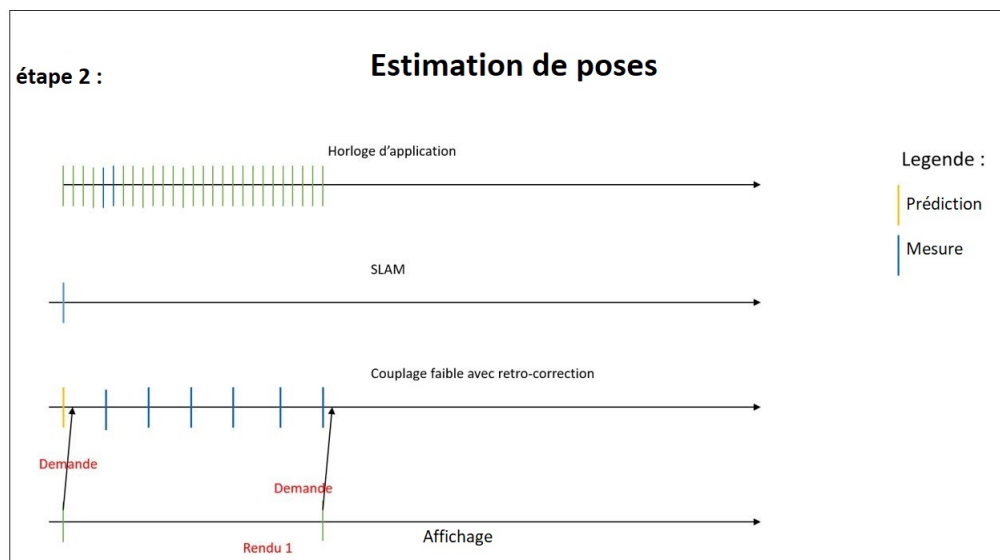 Estimation de poses
étape 2 :
Horloge d’application
Legende :
Prédiction
Mesure
SLAM
Couplage faible avec retro-correction
Demande
Demande
Affichage
Rendu 1